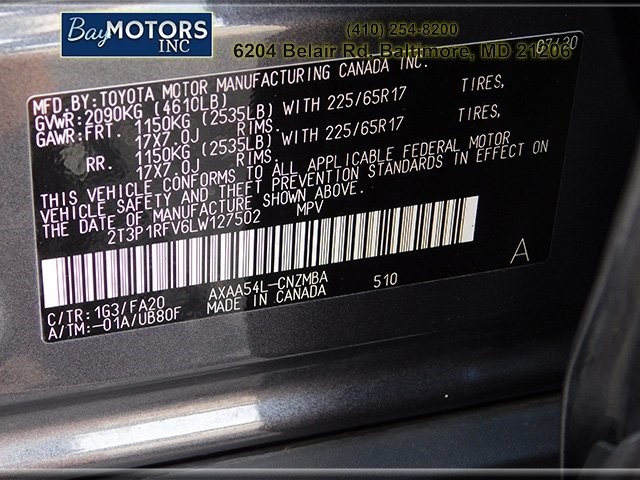 BayMOTORS
INC
(410) 254-8200
6204 Belair Rd, Baltimore, MD 21206
07/20
MFD.BY:TOYOTA MOTOR MANUFACTURING CANADA INC.
GVWR:2090KG (4610LB)
GAWR:FRT. 1150KG (2535LB) WITH 225/65R17 TIRES,
17X7.0J RIMS.
RR. 1150KG (2535LB) WITH 225/65R17 TIRES,
17X7.0J RIMS.
THIS VEHICLE CONFORMS TO ALL APPLICABLE FEDERAL MOTOR
VEHICLE SAFETY AND THEFT PREVENTION STANDARDS IN EFFECT ON
THE DATE OF MANUFACTURE SHOWN ABOVE.
2T3P1RFV6LW127502 MPV
A
C/TR:1G3/FA20 AXAA54L-CNZMBA 510
A/TM:-01A/UB80F MADE IN CANADA